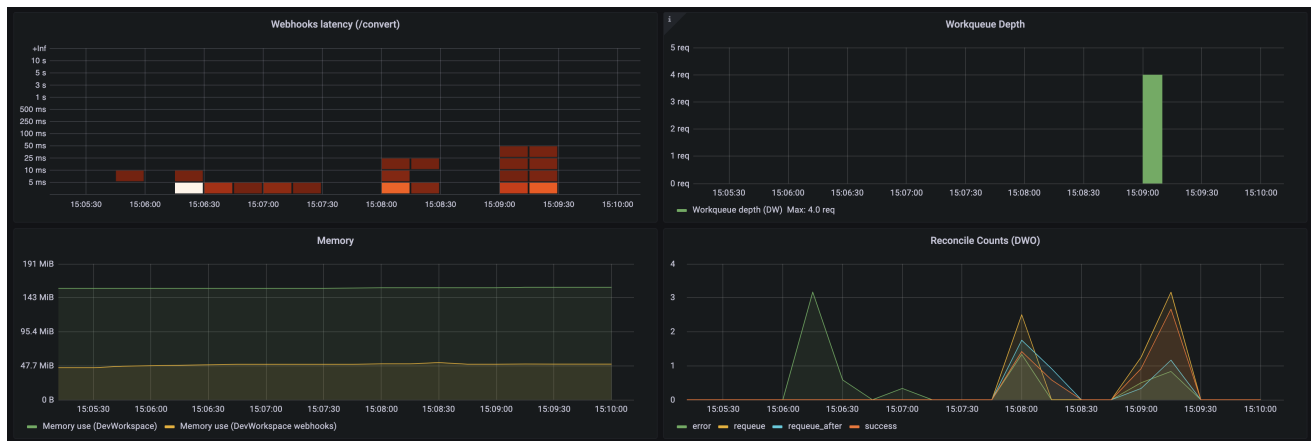 Webhooks latency (/convert)
+Inf
10 s
5 s
3 s
1 s
500 ms
250 ms
100 ms
50 ms
25 ms
10 ms
5 ms
15:05:30 15:06:00 15:06:30 15:07:00 15:07:30 15:08:00 15:08:30 15:09:00 15:09:30 15:10:00
i
Workqueue Depth
5 req
4 req
3 req
2 req
1 req
0 req
15:05:30 15:06:00 15:06:30 15:07:00 15:07:30 15:08:00 15:08:30 15:09:00 15:09:30 15:10:00
Workqueue depth (DW) Max: 4.0 req
Memory
191 MiB
143 MiB
95.4 MiB
47.7 MiB
0 B
15:05:30 15:06:00 15:06:30 15:07:00 15:07:30 15:08:00 15:08:30 15:09:00 15:09:30 15:10:00
Memory use (DevWorkspace) Memory use (DevWorkspace webhooks)
Reconcile Counts (DWO)
4
3
2
1
0
15:05:30 15:06:00 15:06:30 15:07:00 15:07:30 15:08:00 15:08:30 15:09:00 15:09:30 15:10:00
error requeue requeue_after success